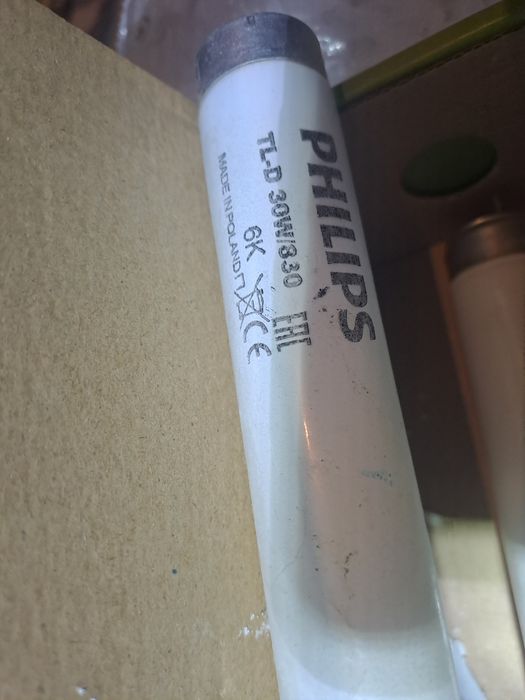 PHILIPS
TL-D 30W/830
6K CE EAC
MADE IN POLAND